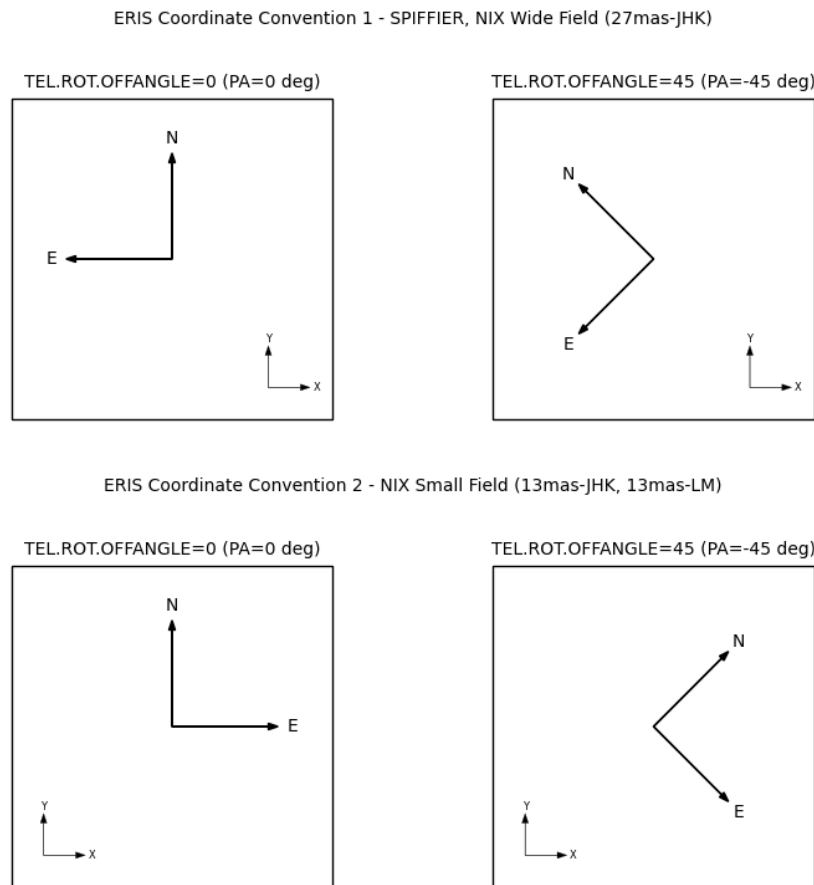 ERIS Coordinate Convention 1 - SPIFFIER, NIX Wide Field (27mas-JHK)
TEL.ROT.OFFANGLE=0 (PA=0 deg)
TEL.ROT.OFFANGLE=45 (PA=-45 deg)
N
E
Y
X
N
E
Y
X
ERIS Coordinate Convention 2 - NIX Small Field (13mas-JHK, 13mas-LM)
TEL.ROT.OFFANGLE=0 (PA=0 deg)
TEL.ROT.OFFANGLE=45 (PA=-45 deg)
N
E
Y
X
N
E
Y
X